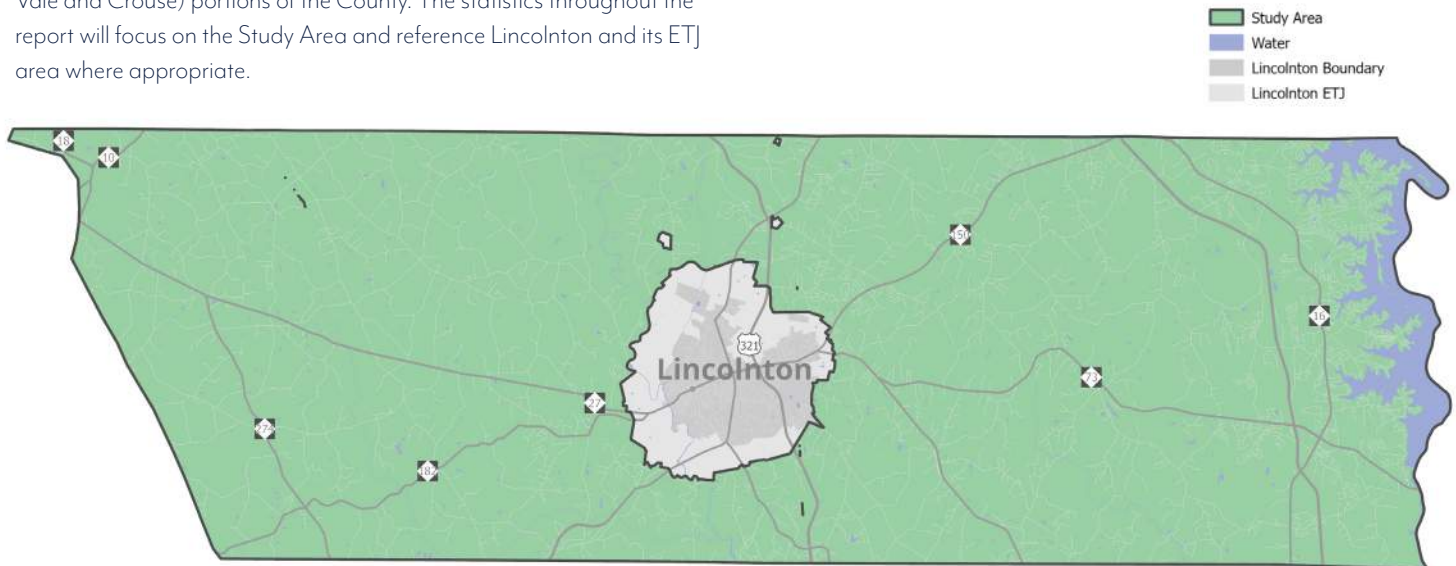 Vale and Crouse) portions of the County. The statistics throughout the
report will focus on the Study Area and reference Lincolnton and its ETJ
area where appropriate.
Study Area
Water
Lincolnton Boundary
Lincolnton ETJ
18
10
150
16
321
Lincolnton
73
27
274
182